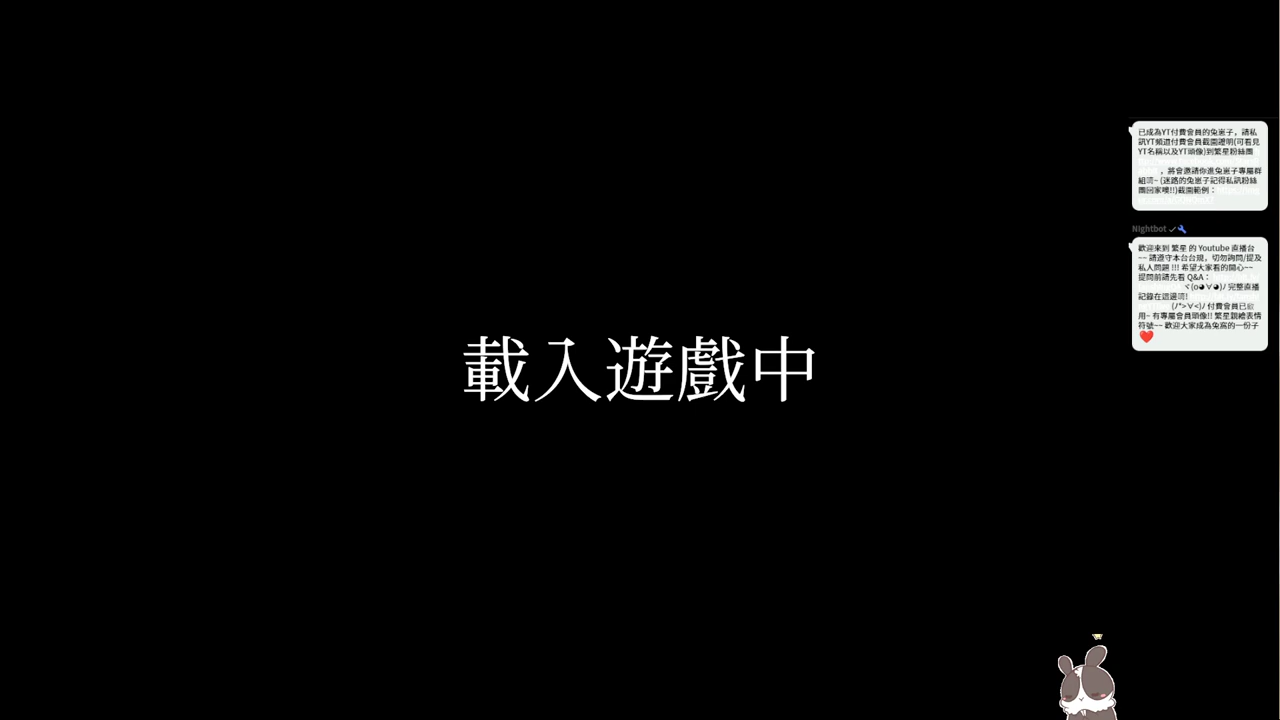 已成為YT付費會員的兔崽子，請私
訊YT頻道付費會員截圖證明(可看見
YT名稱以及YT頭像)到繁星粉絲團
，將會邀請你進兔崽子專屬群
組唷~ (迷路的兔崽子記得私訊粉絲
團回家噢!!)截圖範例：
Nightbot
歡迎來到 繁星 的 Youtube 直播台
~~ 請遵守本台台規，切勿詢問/提及
私人問題 !!! 希望大家看的開心~~
提問前請先看 Q&A：
ヾ(o◕∀◕)ﾉ 完整直播
記錄在這邊唷!
(/°>∀<)/ 付費會員已啟
用~ 有專屬會員頭像!! 繁星親繪表情
符號~~ 歡迎大家成為兔窩的一份子
❤️
載入遊戲中